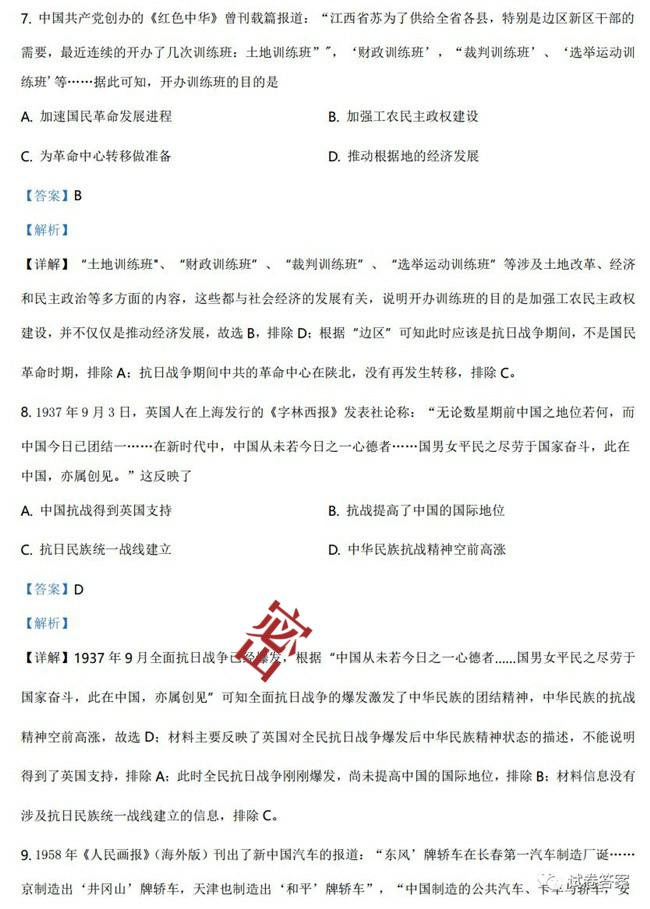 7. 中国共产党创办的《红色中华》曾刊载篇报道：“江西省苏为了供给全省各县，特别是边区新区干部的
需要，最近连续的开办了几次训练班：土地训练班””，‘财政训练班’，“裁判训练班’、‘选举运动训
练班'等……据此可知，开办训练班的目的是
A. 加速国民革命发展进程 B. 加强工农民主政权建设
C. 为革命中心转移做准备 D. 推动根据地的经济发展
【答案】B
【解析】
【详解】“土地训练班"、“财政训练班”、“裁判训练班”、“选举运动训练班”等涉及土地改革、经济
和民主政治等多方面的内容，这些都与社会经济的发展有关，说明开办训练班的目的是加强工农民主政权
建设，并不仅仅是推动经济发展，故选 B，排除 D；根据“边区”可知此时应该是抗日战争期间，不是国民
革命时期，排除 A；抗日战争期间中共的革命中心在陕北，没有再发生转移，排除 C。
8. 1937 年 9 月 3 日，英国人在上海发行的《字林西报》发表社论称：“无论数星期前中国之地位若何，而
中国今日已团结一……在新时代中，中国从未若今日之一心德者……国男女平民之尽劳于国家奋斗，此在
中国，亦属创见。”这反映了
A. 中国抗战得到英国支持 B. 抗战提高了中国的国际地位
C. 抗日民族统一战线建立 D. 中华民族抗战精神空前高涨
【答案】D
【解析】
【详解】1937 年 9 月全面抗日战争已经爆发，根据“中国从未若今日之一心德者......国男女平民之尽劳于
国家奋斗，此在中国，亦属创见”可知全面抗日战争的爆发激发了中华民族的团结精神，中华民族的抗战
精神空前高涨，故选 D；材料主要反映了英国对全民抗日战争爆发后中华民族精神状态的描述，不能说明
得到了英国支持，排除 A；此时全民抗日战争刚刚爆发，尚未提高中国的国际地位，排除 B；材料信息没有
涉及抗日民族统一战线建立的信息，排除 C。
密
9. 1958 年《人民画报》（海外版）刊出了新中国汽车的报道：“东风’牌轿车在长春第一汽车制造厂诞……
京制造出‘井冈山’牌轿车，天津也制造出‘和平’牌轿车”，“中国制造的公共汽车、卡车与轿车，安
试卷答案